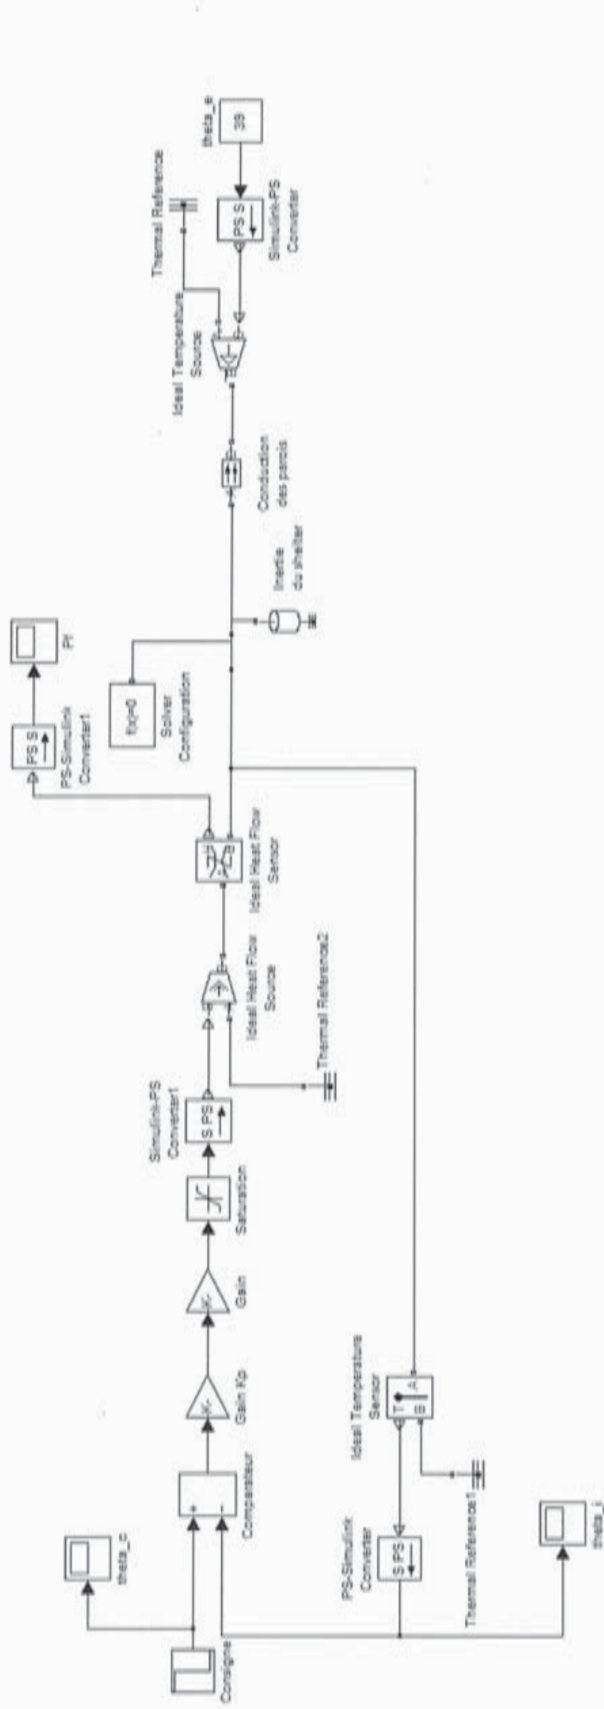 theta_c
Consigne
+
-
Comparateur
Gain Kp
Gain
Saturation
Simulink-PS
Converter1
S PS
Ideal Heat Flow
Source
Thermal Reference2
Ideal Heat Flow
Sensor
PS S
PS-Simulink
Converter1
Pf
f(x)=0
Solver
Configuration
Inertie
du shelter
Conduction
des parois
Ideal Temperature
Source
Thermal Reference
PS S
Simulink-PS
Converter
39
theta_e
Ideal Temperature
Sensor
T
B
A
S PS
PS-Simulink
Converter
Thermal Reference1
theta_i